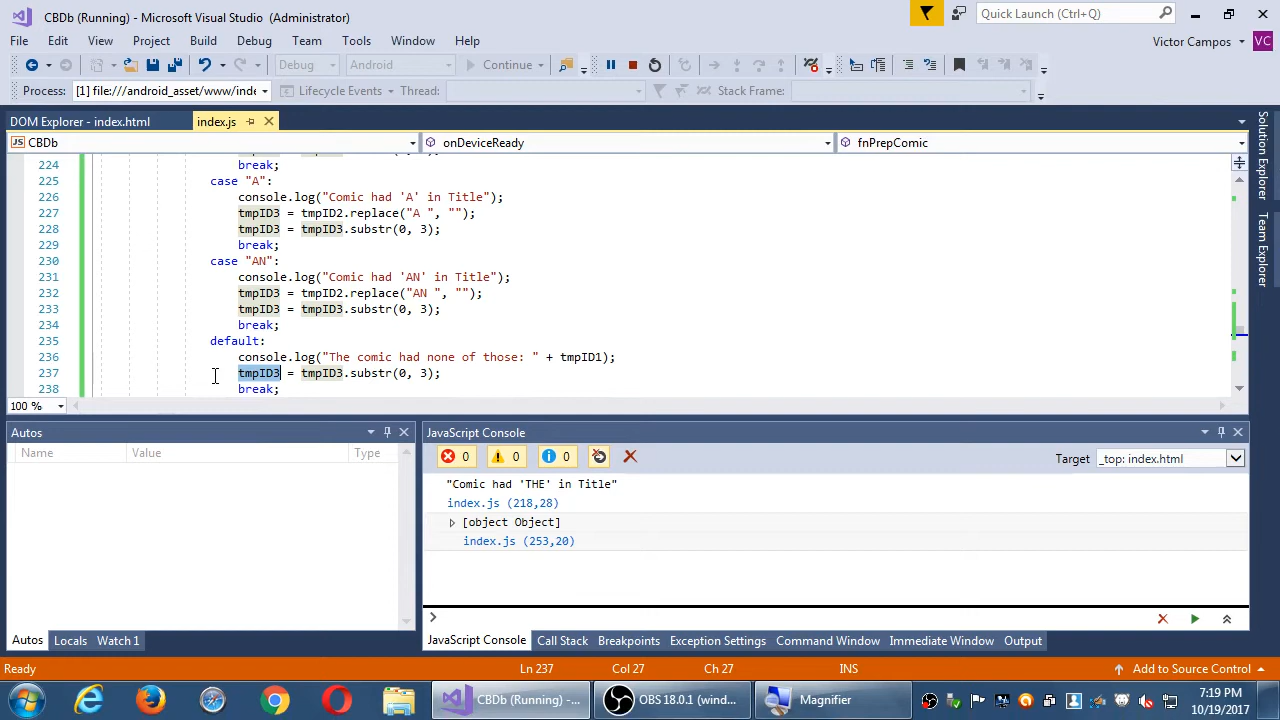 CBDb (Running) - Microsoft Visual Studio (Administrator)
Quick Launch (Ctrl+Q)
File Edit View Project Build Debug Team Tools Window Help
Victor Campos VC
Debug Android Continue
Process: [1] file:///android_asset/www/inde Lifecycle Events Thread: Stack Frame:
DOM Explorer - index.html index.js
CBDb onDeviceReady fnPrepComic
224 break;
225 case "A":
226 console.log("Comic had 'A' in Title");
227 tmpID3 = tmpID2.replace("A ", "");
228 tmpID3 = tmpID3.substr(0, 3);
229 break;
230 case "AN":
231 console.log("Comic had 'AN' in Title");
232 tmpID3 = tmpID2.replace("AN ", "");
233 tmpID3 = tmpID3.substr(0, 3);
234 break;
235 default:
236 console.log("The comic had none of those: " + tmpID1);
237 tmpID3 = tmpID3.substr(0, 3);
238 break;
100 %
Solution Explorer
Team Explorer
Autos
Name Value Type
Autos Locals Watch 1
JavaScript Console
0 0 0
Target _top: index.html
"Comic had 'THE' in Title"
index.js (218,28)
[object Object]
index.js (253,20)
JavaScript Console Call Stack Breakpoints Exception Settings Command Window Immediate Window Output
Ready Ln 237 Col 27 Ch 27 INS Add to Source Control
CBDb (Running) - ... OBS 18.0.1 (wind... Magnifier
7:19 PM
10/19/2017